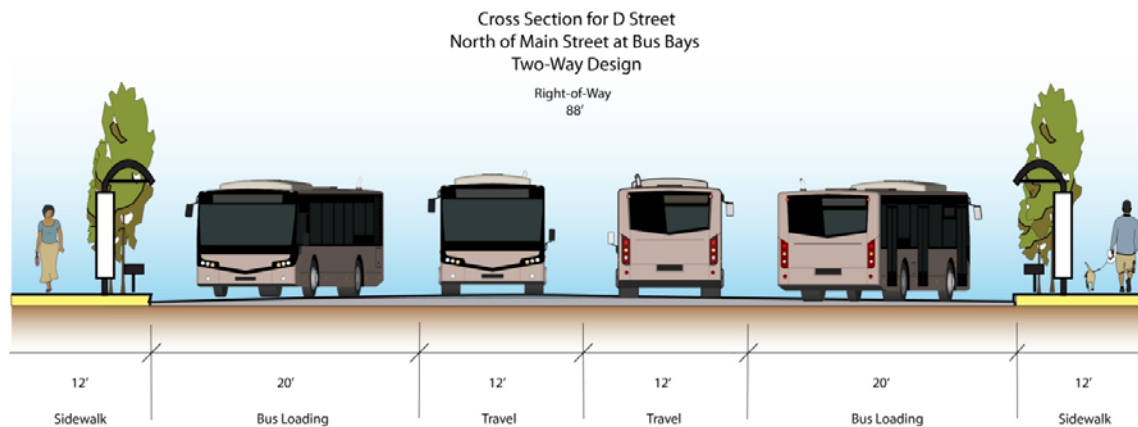 Cross Section for D Street
North of Main Street at Bus Bays
Two-Way Design
Right-of-Way
88'
12' 20' 12' 12' 20' 12'
Sidewalk Bus Loading Travel Travel Bus Loading Sidewalk